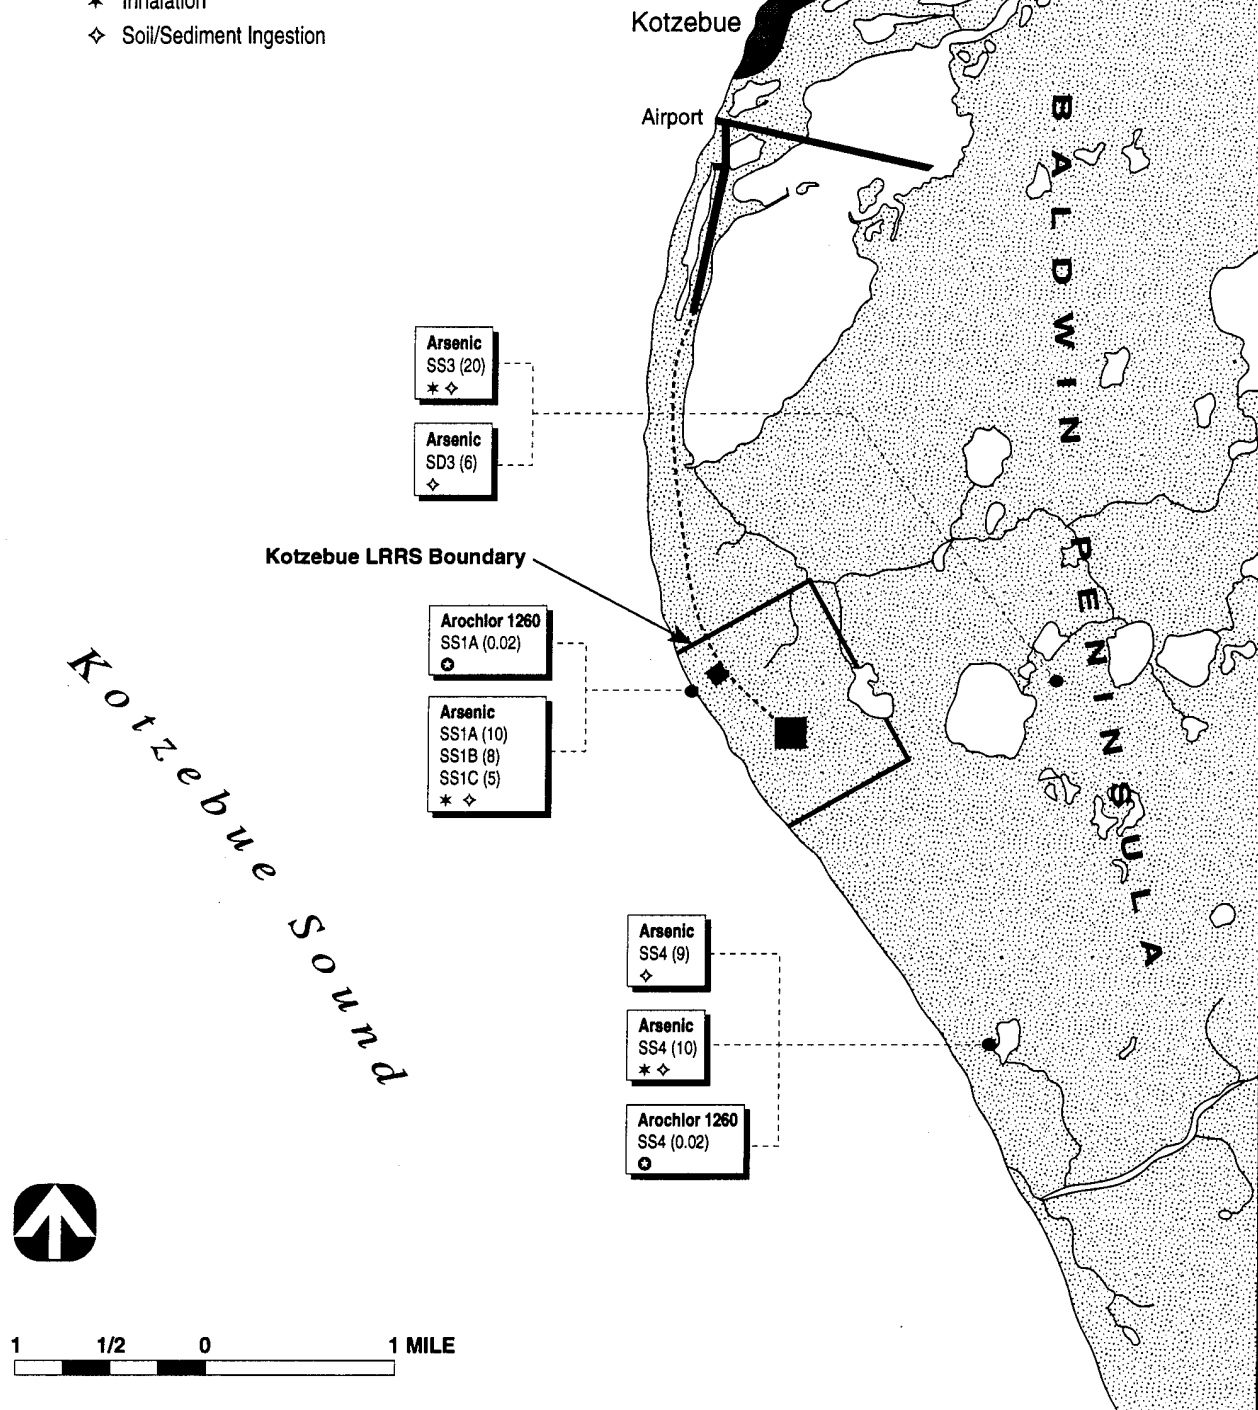 Inhalation
Soil/Sediment Ingestion
Kotzebue
Airport
BALDWIN PENINSULA
Arsenic
SS3 (20)
Arsenic
SD3 (6)
Kotzebue LRRS Boundary
Arochlor 1260
SS1A (0.02)
Arsenic
SS1A (10)
SS1B (8)
SS1C (5)
Kotzebue Sound
Arsenic
SS4 (9)
Arsenic
SS4 (10)
Arochlor 1260
SS4 (0.02)
1 1/2 0 1 MILE